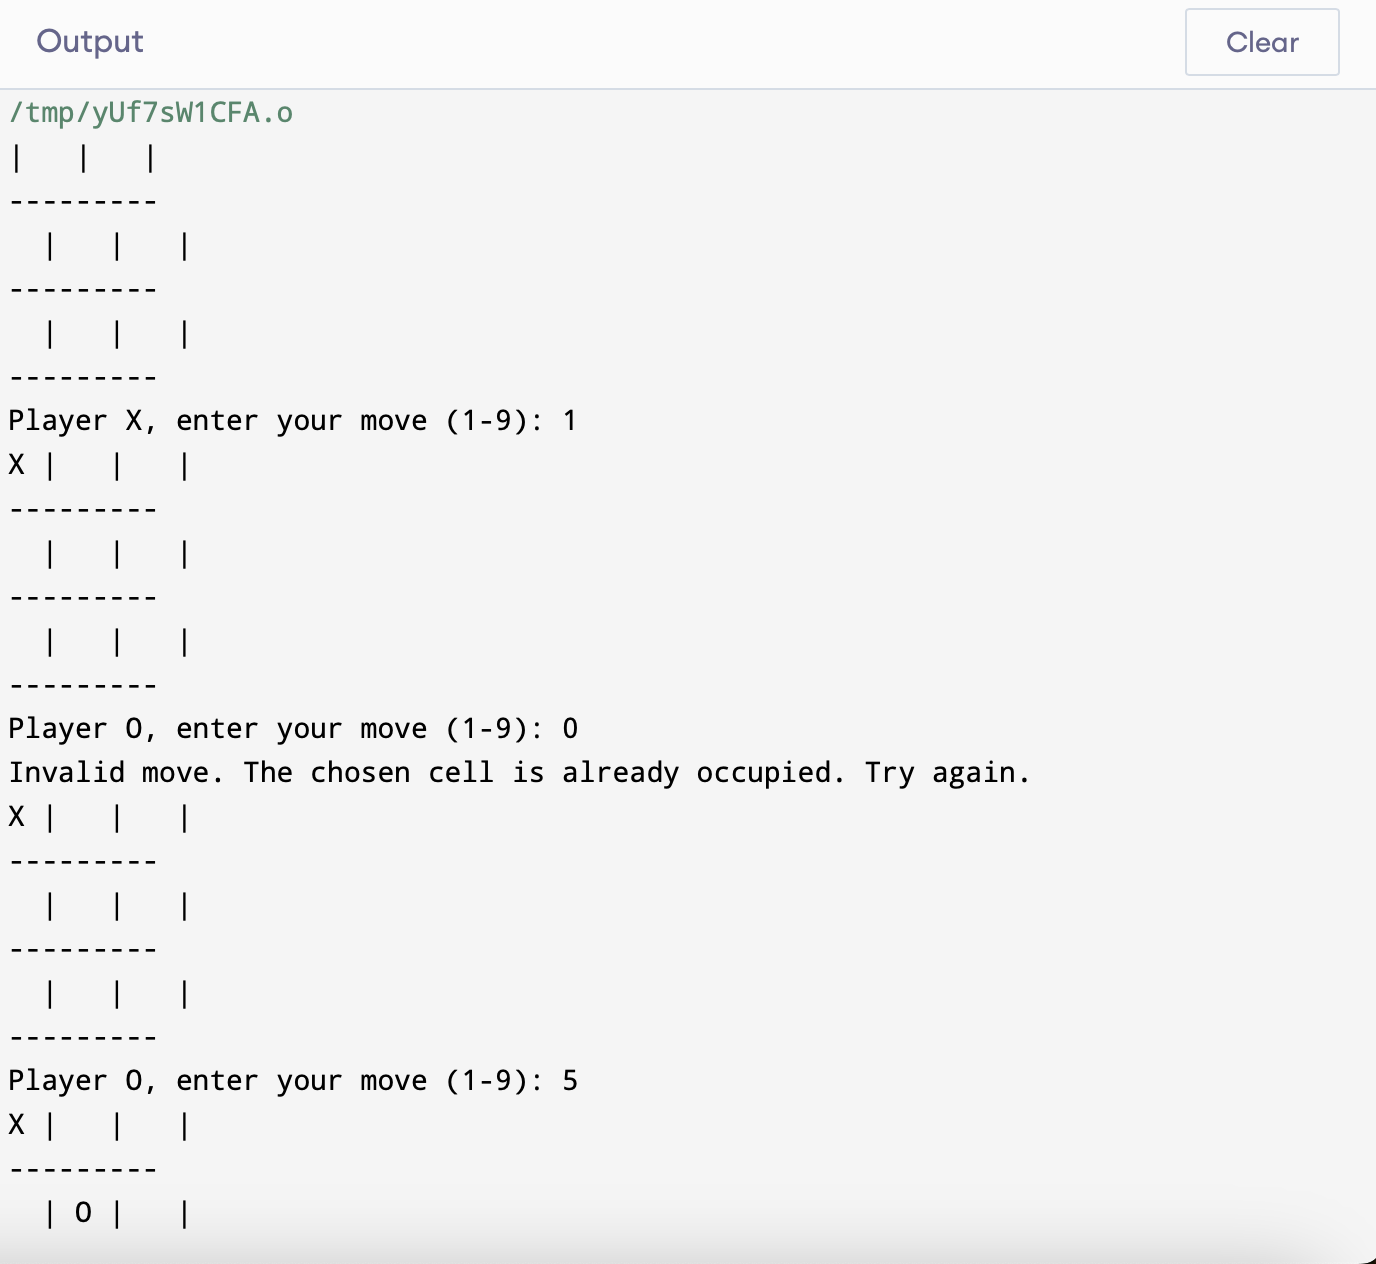 Output
Clear
/tmp/yUf7sW1CFA.o
|   |   |
---------
  |   |   |
---------
  |   |   |
---------
Player X, enter your move (1-9): 1
X |   |   |
---------
  |   |   |
---------
  |   |   |
---------
Player O, enter your move (1-9): 0
Invalid move. The chosen cell is already occupied. Try again.
X |   |   |
---------
  |   |   |
---------
  |   |   |
---------
Player O, enter your move (1-9): 5
X |   |   |
---------
  | O |   |